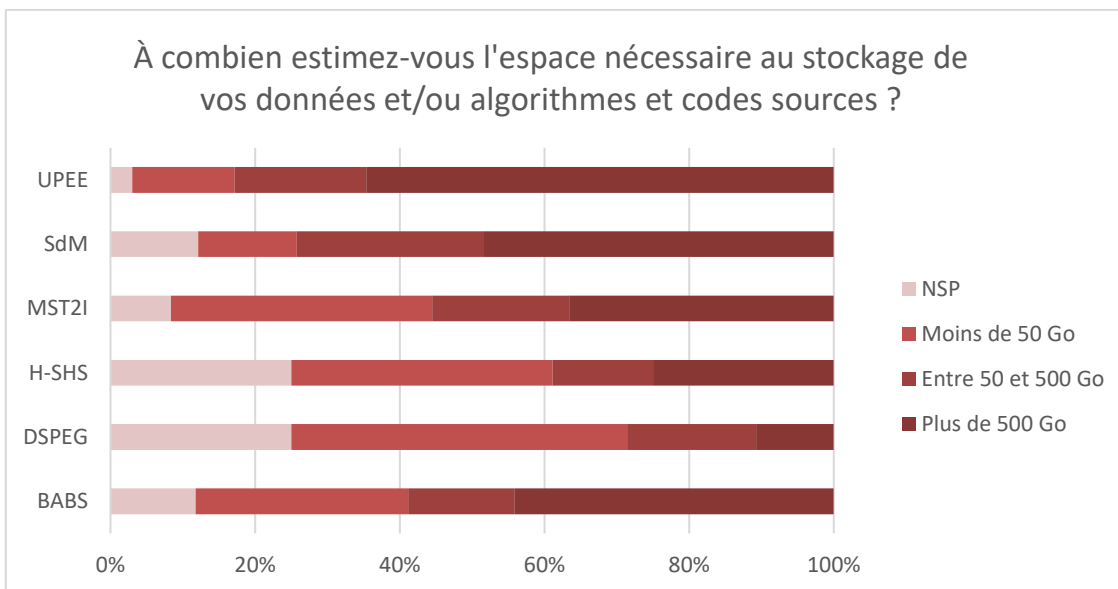 À combien estimez-vous l'espace nécessaire au stockage de
vos données et/ou algorithmes et codes sources ?
UPEE
SdM
MST2I
H-SHS
DSPEG
BABS
0%
20%
40%
60%
80%
100%
NSP
Moins de 50 Go
Entre 50 et 500 Go
Plus de 500 Go